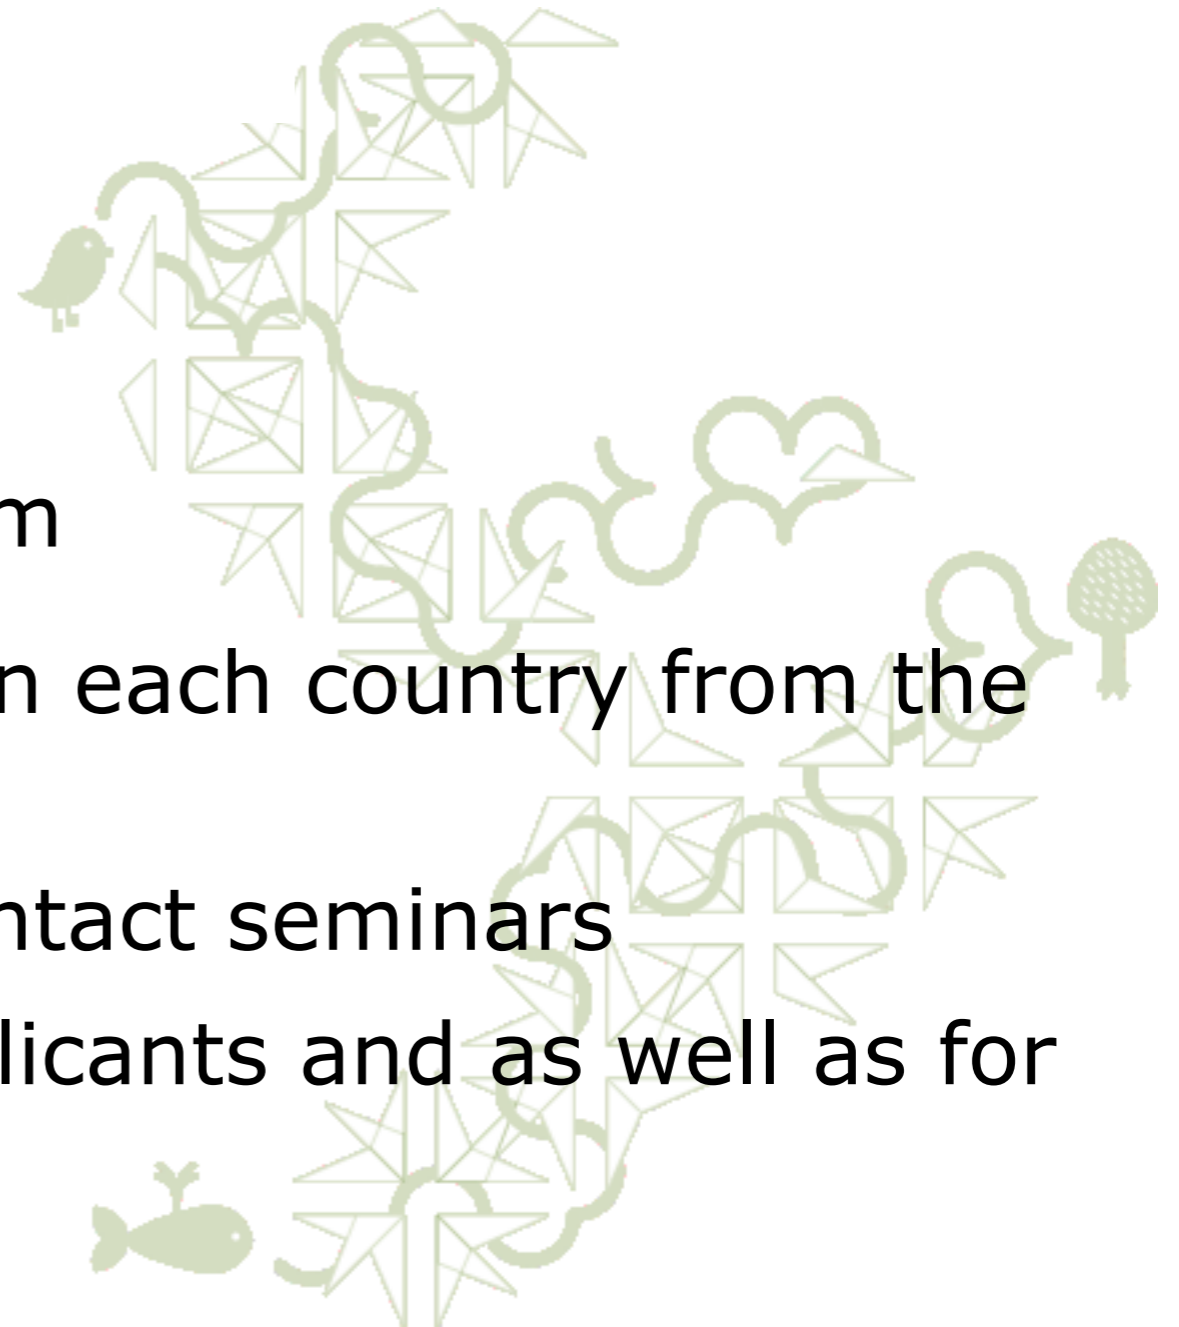 m
n each country from the
ntact seminars
licants and as well as for